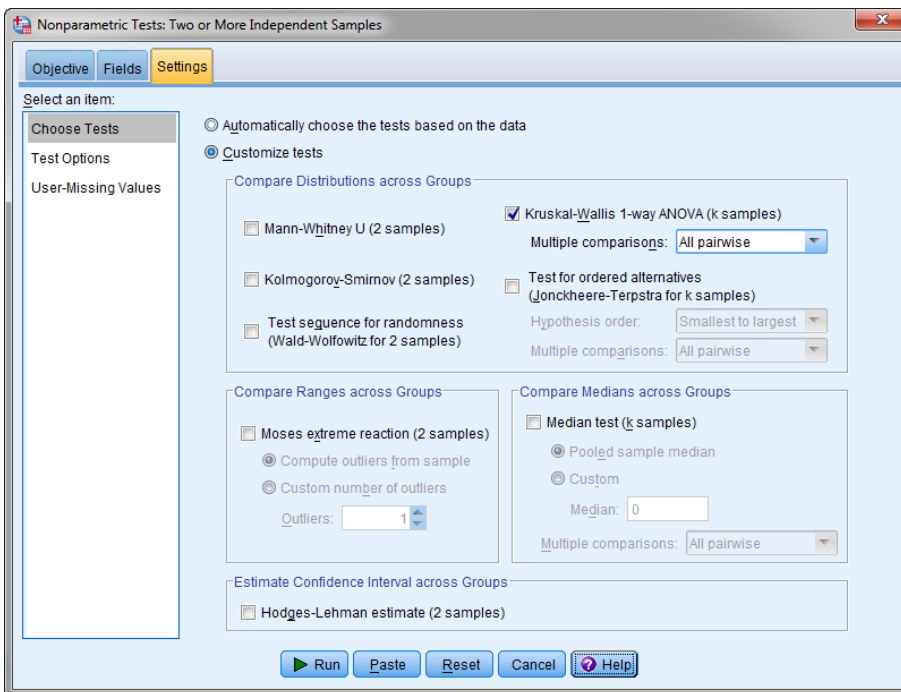 Nonparametric Tests: Two or More Independent Samples
Objective Fields Settings
Select an item:
Choose Tests
Test Options
User-Missing Values
Automatically choose the tests based on the data
Customize tests
Compare Distributions across Groups
Mann-Whitney U (2 samples)
Kolmogorov-Smirnov (2 samples)
Test sequence for randomness
(Wald-Wolfowitz for 2 samples)
Kruskal-Wallis 1-way ANOVA (k samples)
Multiple comparisons: All pairwise
Test for ordered alternatives
(Jonckheere-Terpstra for k samples)
Hypothesis order: Smallest to largest
Multiple comparisons: All pairwise
Compare Ranges across Groups
Moses extreme reaction (2 samples)
Compute outliers from sample
Custom number of outliers
Outliers: 1
Compare Medians across Groups
Median test (k samples)
Pooled sample median
Custom
Median: 0
Multiple comparisons: All pairwise
Estimate Confidence Interval across Groups
Hodges-Lehman estimate (2 samples)
Run Paste Reset Cancel Help